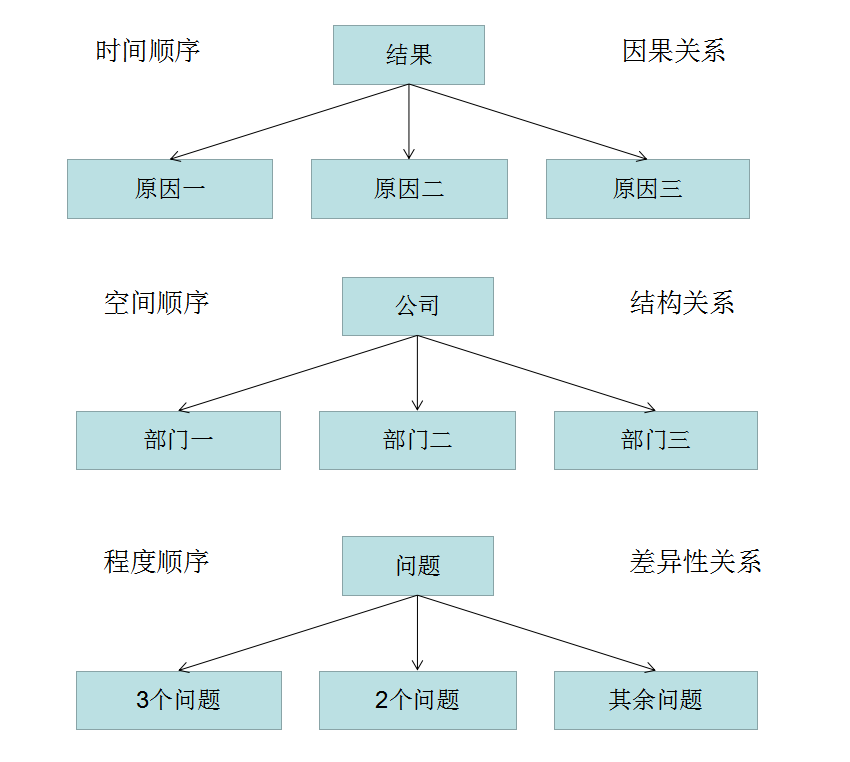 时间顺序
结果
因果关系
原因一
原因二
原因三
空间顺序
公司
结构关系
部门一
部门二
部门三
程度顺序
问题
差异性关系
3个问题
2个问题
其余问题